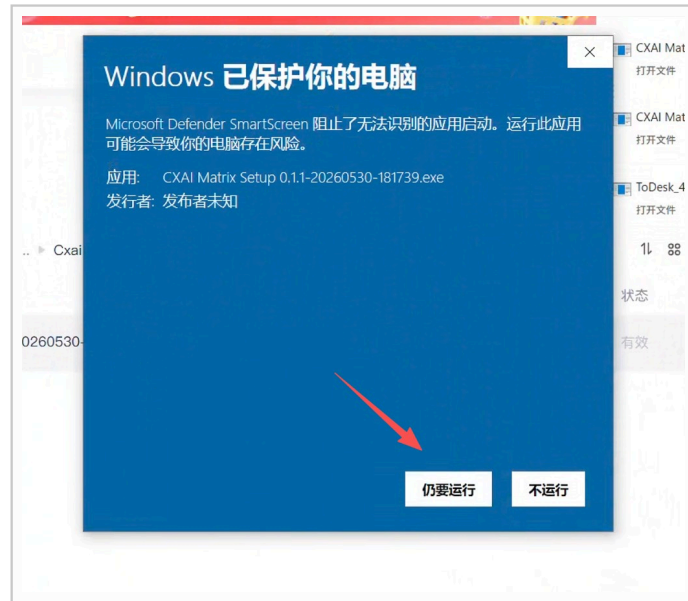 Windows 已保护你的电脑
Microsoft Defender SmartScreen 阻止了无法识别的应用启动。运行此应用
可能会导致你的电脑存在风险。
应用: CXAI Matrix Setup 0.1.1-20260530-181739.exe
发行者: 发布者未知
仍要运行 不运行
CXAI Mat
打开文件
CXAI Mat
打开文件
ToDesk_4
打开文件
.. Cxai
状态
0260530-
有效